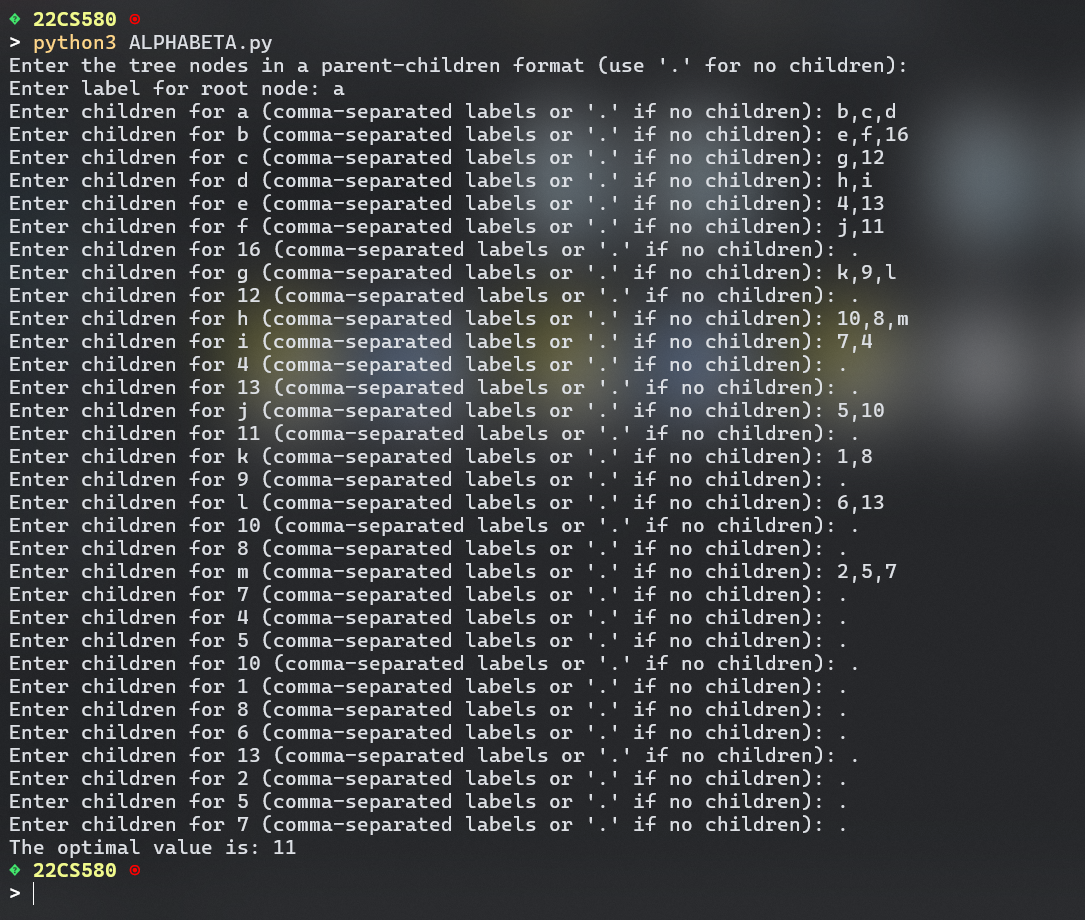 22CS580
> python3 ALPHABETA.py
Enter the tree nodes in a parent-children format (use '.' for no children):
Enter label for root node: a
Enter children for a (comma-separated labels or '.' if no children): b,c,d
Enter children for b (comma-separated labels or '.' if no children): e,f,16
Enter children for c (comma-separated labels or '.' if no children): g,12
Enter children for d (comma-separated labels or '.' if no children): h,i
Enter children for e (comma-separated labels or '.' if no children): 4,13
Enter children for f (comma-separated labels or '.' if no children): j,11
Enter children for 16 (comma-separated labels or '.' if no children): .
Enter children for g (comma-separated labels or '.' if no children): k,9,l
Enter children for 12 (comma-separated labels or '.' if no children): .
Enter children for h (comma-separated labels or '.' if no children): 10,8,m
Enter children for i (comma-separated labels or '.' if no children): 7,4
Enter children for 4 (comma-separated labels or '.' if no children): .
Enter children for 13 (comma-separated labels or '.' if no children): .
Enter children for j (comma-separated labels or '.' if no children): 5,10
Enter children for 11 (comma-separated labels or '.' if no children): .
Enter children for k (comma-separated labels or '.' if no children): 1,8
Enter children for 9 (comma-separated labels or '.' if no children): .
Enter children for l (comma-separated labels or '.' if no children): 6,13
Enter children for 10 (comma-separated labels or '.' if no children): .
Enter children for 8 (comma-separated labels or '.' if no children): .
Enter children for m (comma-separated labels or '.' if no children): 2,5,7
Enter children for 7 (comma-separated labels or '.' if no children): .
Enter children for 4 (comma-separated labels or '.' if no children): .
Enter children for 5 (comma-separated labels or '.' if no children): .
Enter children for 10 (comma-separated labels or '.' if no children): .
Enter children for 1 (comma-separated labels or '.' if no children): .
Enter children for 8 (comma-separated labels or '.' if no children): .
Enter children for 6 (comma-separated labels or '.' if no children): .
Enter children for 13 (comma-separated labels or '.' if no children): .
Enter children for 2 (comma-separated labels or '.' if no children): .
Enter children for 5 (comma-separated labels or '.' if no children): .
Enter children for 7 (comma-separated labels or '.' if no children): .
The optimal value is: 11
22CS580
>